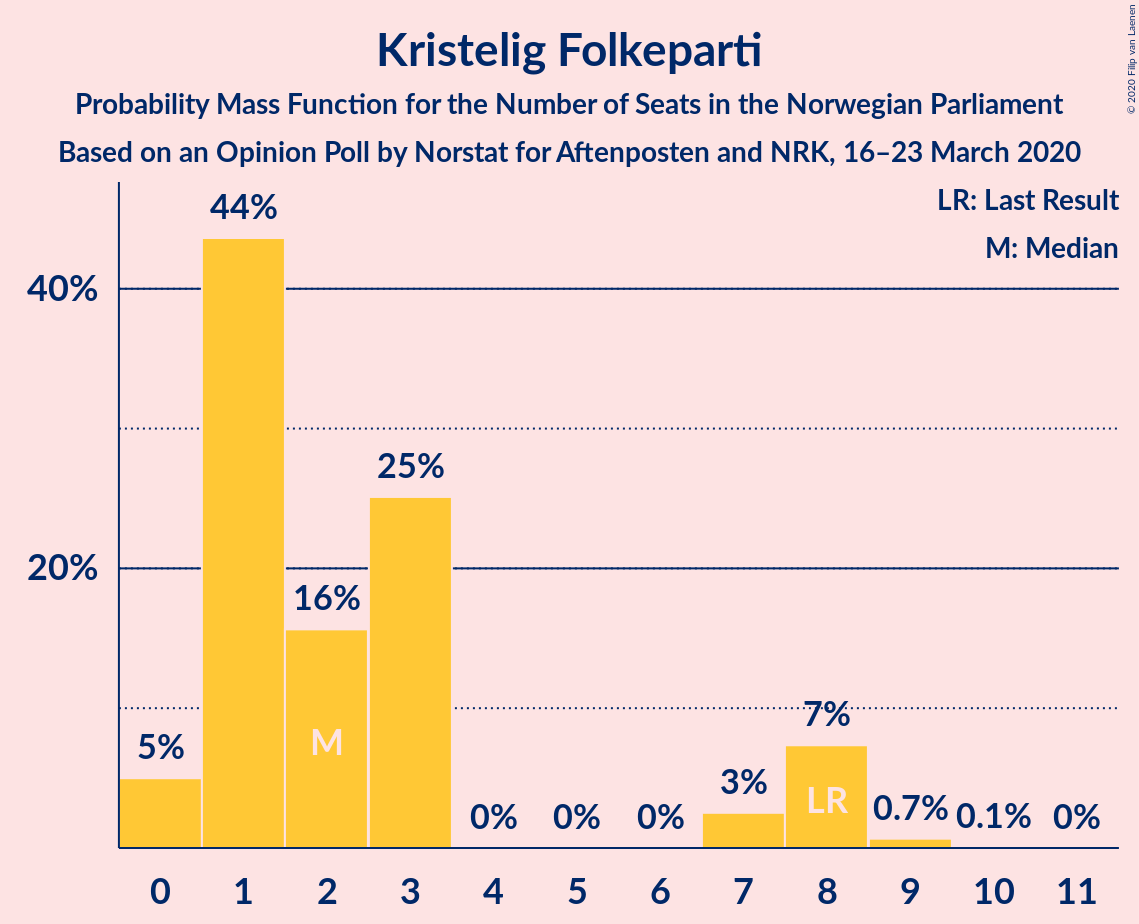 © 2020 Filip van Laenen
Kristelig Folkeparti
Probability Mass Function for the Number of Seats in the Norwegian Parliament
Based on an Opinion Poll by Norstat for Aftenposten and NRK, 16–23 March 2020
LR: Last Result
M: Median
44%
40%
25%
20%
16%
5%
M
0%
0%
0%
3%
7%
LR
0.7%
0.1%
0%
0 1 2 3 4 5 6 7 8 9 10 11